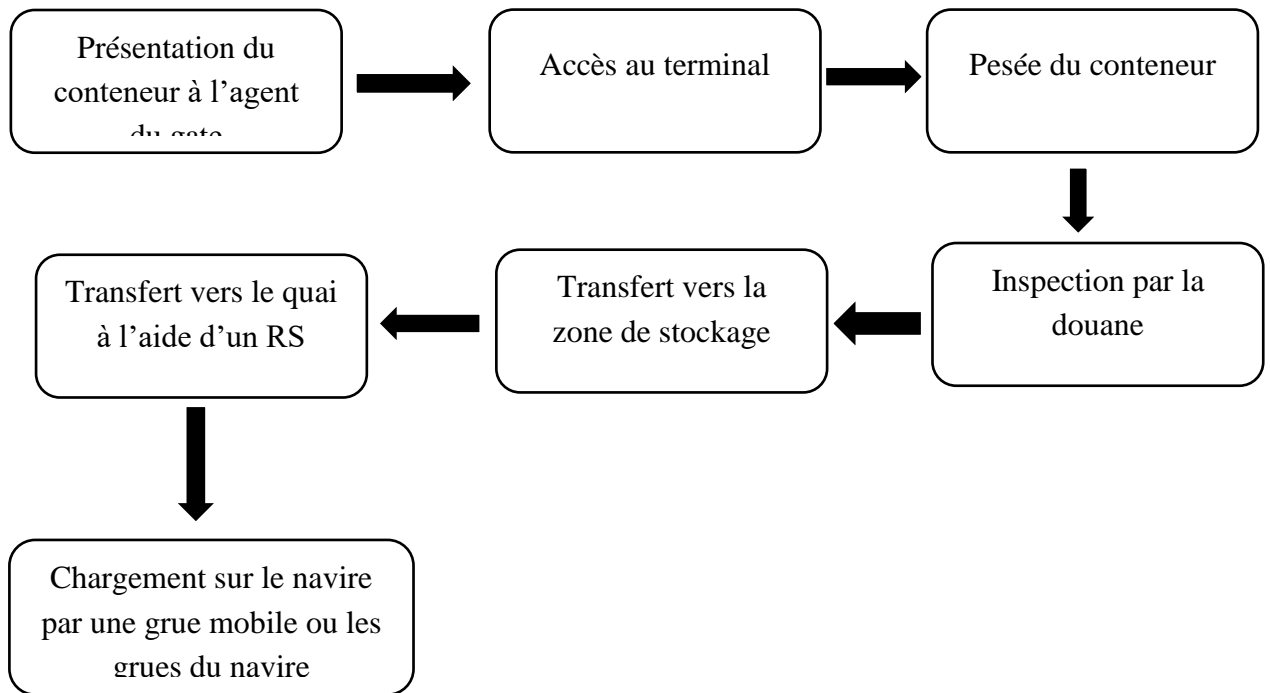 Présentation du
conteneur à l’agent
du gate
Accès au terminal
Pesée du conteneur
Inspection par la
douane
Transfert vers la
zone de stockage
Transfert vers le quai
à l’aide d’un RS
Chargement sur le navire
par une grue mobile ou les
grues du navire